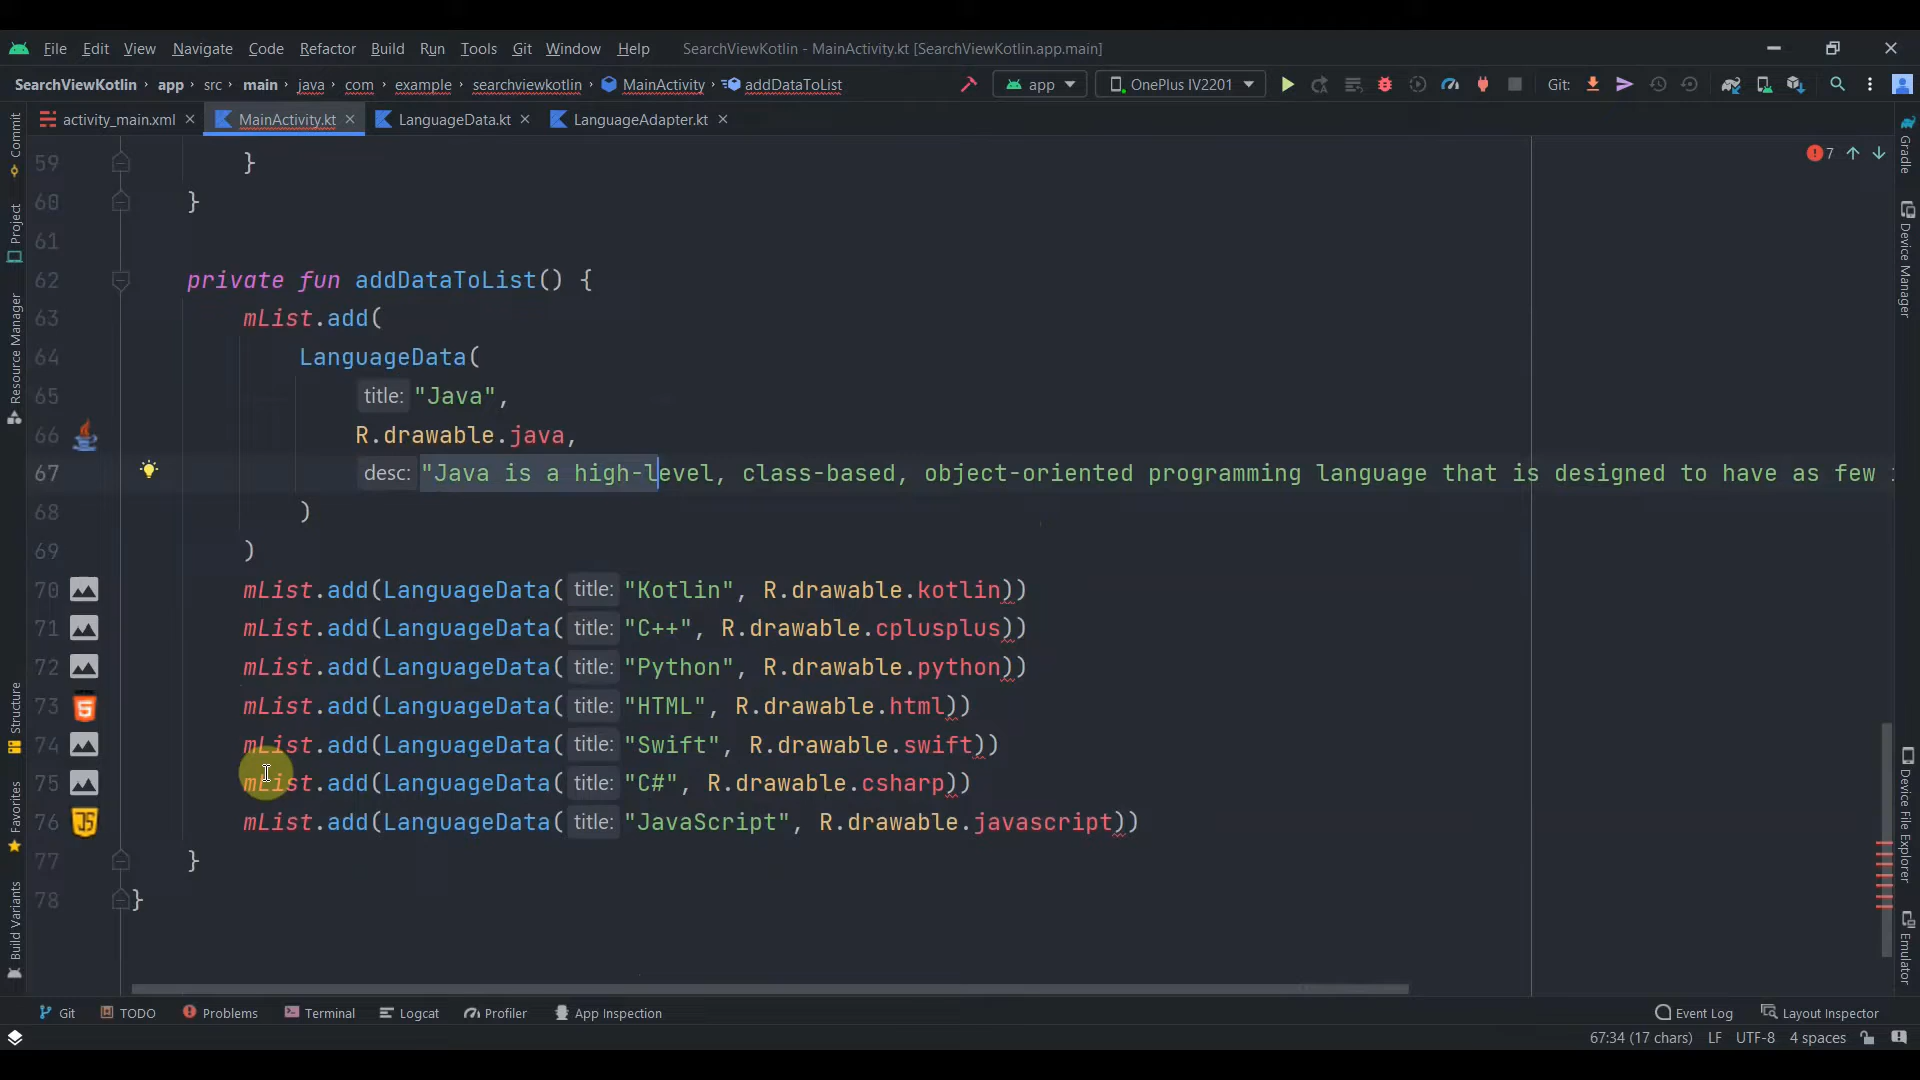 File Edit View Navigate Code Refactor Build Run Tools Git Window Help SearchViewKotlin - MainActivity.kt [SearchViewKotlin.app.main]
SearchViewKotlin › app › src › main › java › com › example › searchviewkotlin › MainActivity › addDataToList app OnePlus IV2201 Git:
activity_main.xml MainActivity.kt LanguageData.kt LanguageAdapter.kt
7
59 }
60 }
61
62 private fun addDataToList() {
63 mList.add(
64 LanguageData(
65 title: "Java",
66 R.drawable.java,
67 desc: "Java is a high-level, class-based, object-oriented programming language that is designed to have as few
68 )
69 )
70 mList.add(LanguageData( title: "Kotlin", R.drawable.kotlin))
71 mList.add(LanguageData( title: "C++", R.drawable.cplusplus))
72 mList.add(LanguageData( title: "Python", R.drawable.python))
73 mList.add(LanguageData( title: "HTML", R.drawable.html))
74 mList.add(LanguageData( title: "Swift", R.drawable.swift))
75 mList.add(LanguageData( title: "C#", R.drawable.csharp))
76 mList.add(LanguageData( title: "JavaScript", R.drawable.javascript))
77 }
78 }
Commit
Project
Resource Manager
Structure
Favorites
Build Variants
Gradle
Device Manager
Device File Explorer
Emulator
Git TODO Problems Terminal Logcat Profiler App Inspection Event Log Layout Inspector
67:34 (17 chars) LF UTF-8 4 spaces